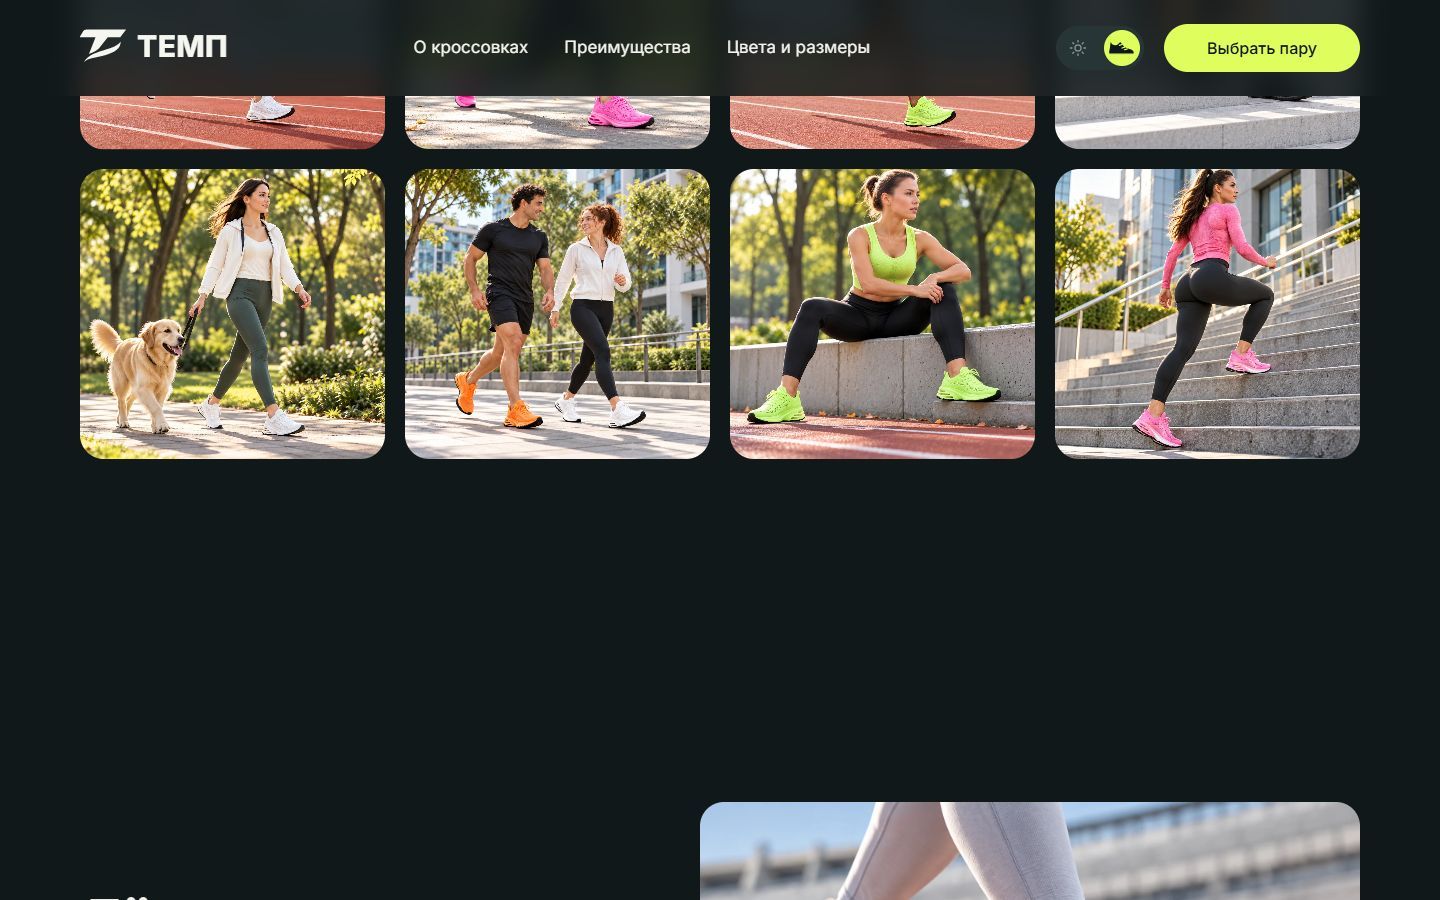 ТЕМП
О кроссовках
Преимущества
Цвета и размеры
Выбрать пару